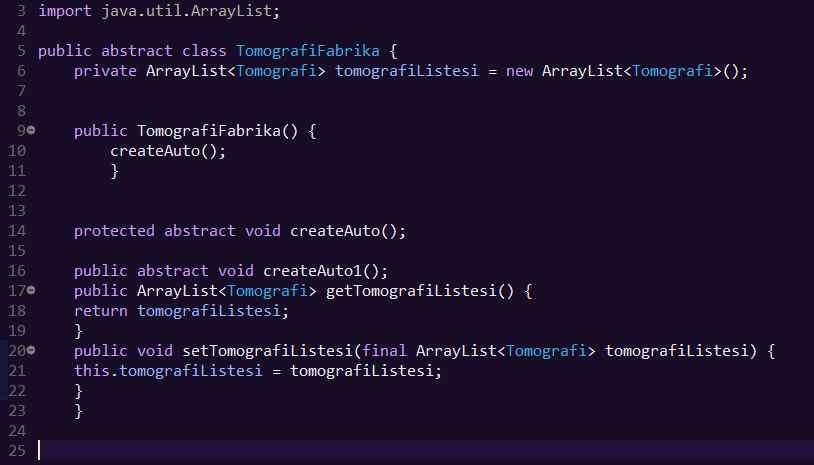 3 import java.util.ArrayList;
4
5 public abstract class TomografiFabrika {
6     private ArrayList<Tomografi> tomografiListesi = new ArrayList<Tomografi>();
7
8
9     public TomografiFabrika() {
10         createAuto();
11         }
12
13
14     protected abstract void createAuto();
15
16     public abstract void createAuto1();
17     public ArrayList<Tomografi> getTomografiListesi() {
18     return tomografiListesi;
19     }
20     public void setTomografiListesi(final ArrayList<Tomografi> tomografiListesi) {
21     this.tomografiListesi = tomografiListesi;
22     }
23     }
24
25